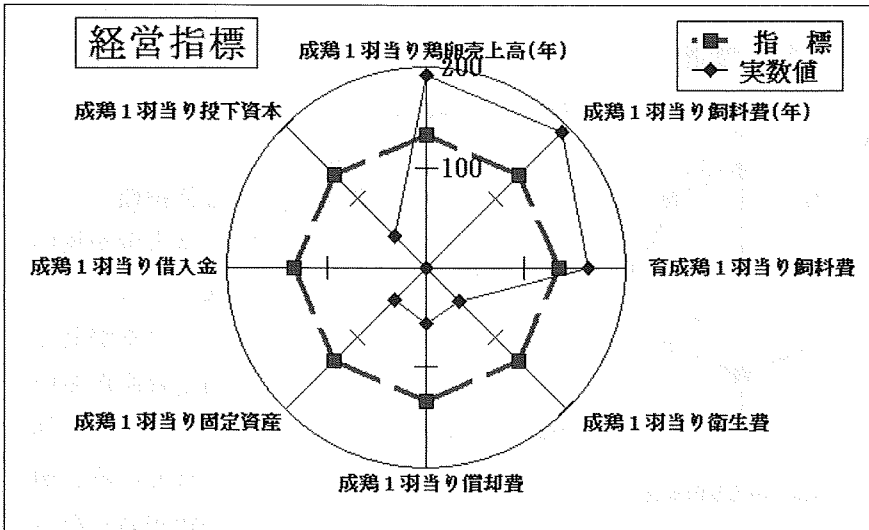 経営指標
指標
実数値
成鶏1羽当り鶏卵売上高(年)
200
100
成鶏1羽当り飼料費(年)
育成鶏1羽当り飼料費
成鶏1羽当り衛生費
成鶏1羽当り償却費
成鶏1羽当り固定資産
成鶏1羽当り借入金
成鶏1羽当り投下資本